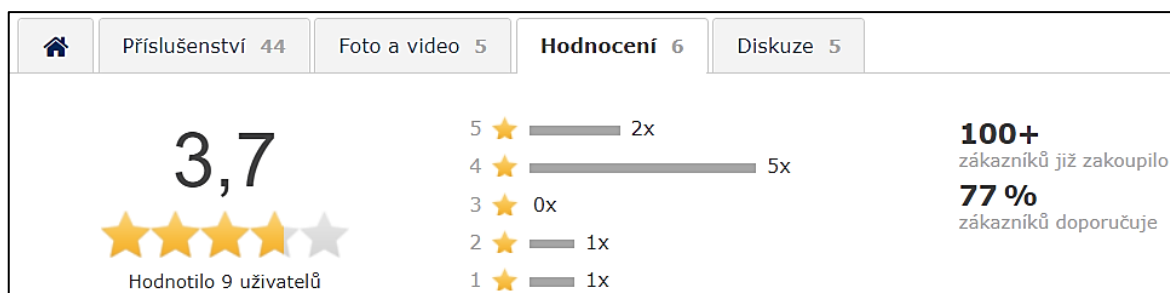 Příslušenství 44 Foto a video 5 Hodnocení 6 Diskuze 5
3,7
Hodnotilo 9 uživatelů
5 2x
4 5x
3 0x
2 1x
1 1x
100+
zákazníků již zakoupilo
77 %
zákazníků doporučuje